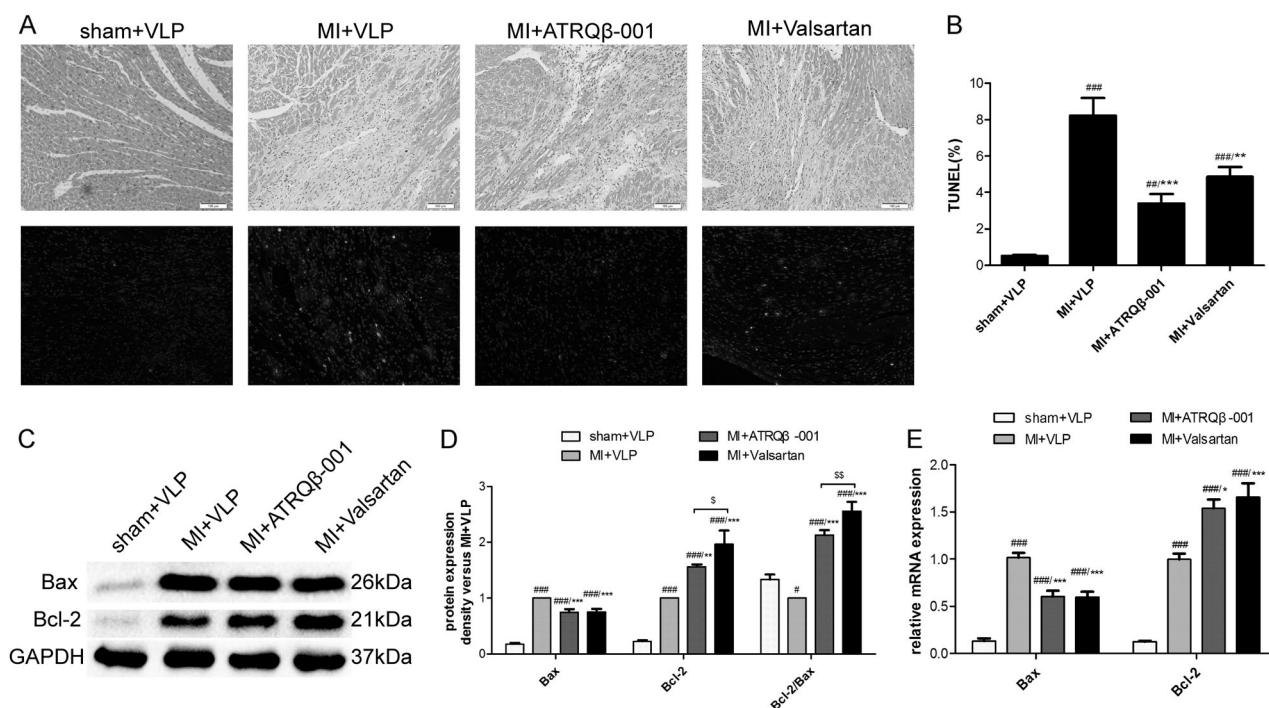 A
sham+VLP
MI+VLP
MI+ATRQβ-001
MI+Valsartan
B
TUNEL(%)
10
8
6
4
2
0
###
##/***
###/**
sham+VLP
MI+VLP
MI+ATRQβ-001
MI+Valsartan
C
sham+VLP
MI+VLP
MI+ATRQβ-001
MI+Valsartan
Bax
26kDa
Bcl-2
21kDa
GAPDH
37kDa
D
sham+VLP
MI+ATRQβ -001
MI+VLP
MI+Valsartan
protein expression
density versus MI+VLP
3
2
1
0
###
###/***
###/***
###
###/**
$
###/***
#
###/***
$$
###/***
Bax
Bcl-2
Bcl-2/Bax
E
sham+VLP
MI+ATRQβ-001
MI+VLP
MI+Valsartan
relative mRNA expression
2.0
1.5
1.0
0.5
0.0
###
###/***
###/***
###
###/*
###/***
Bax
Bcl-2